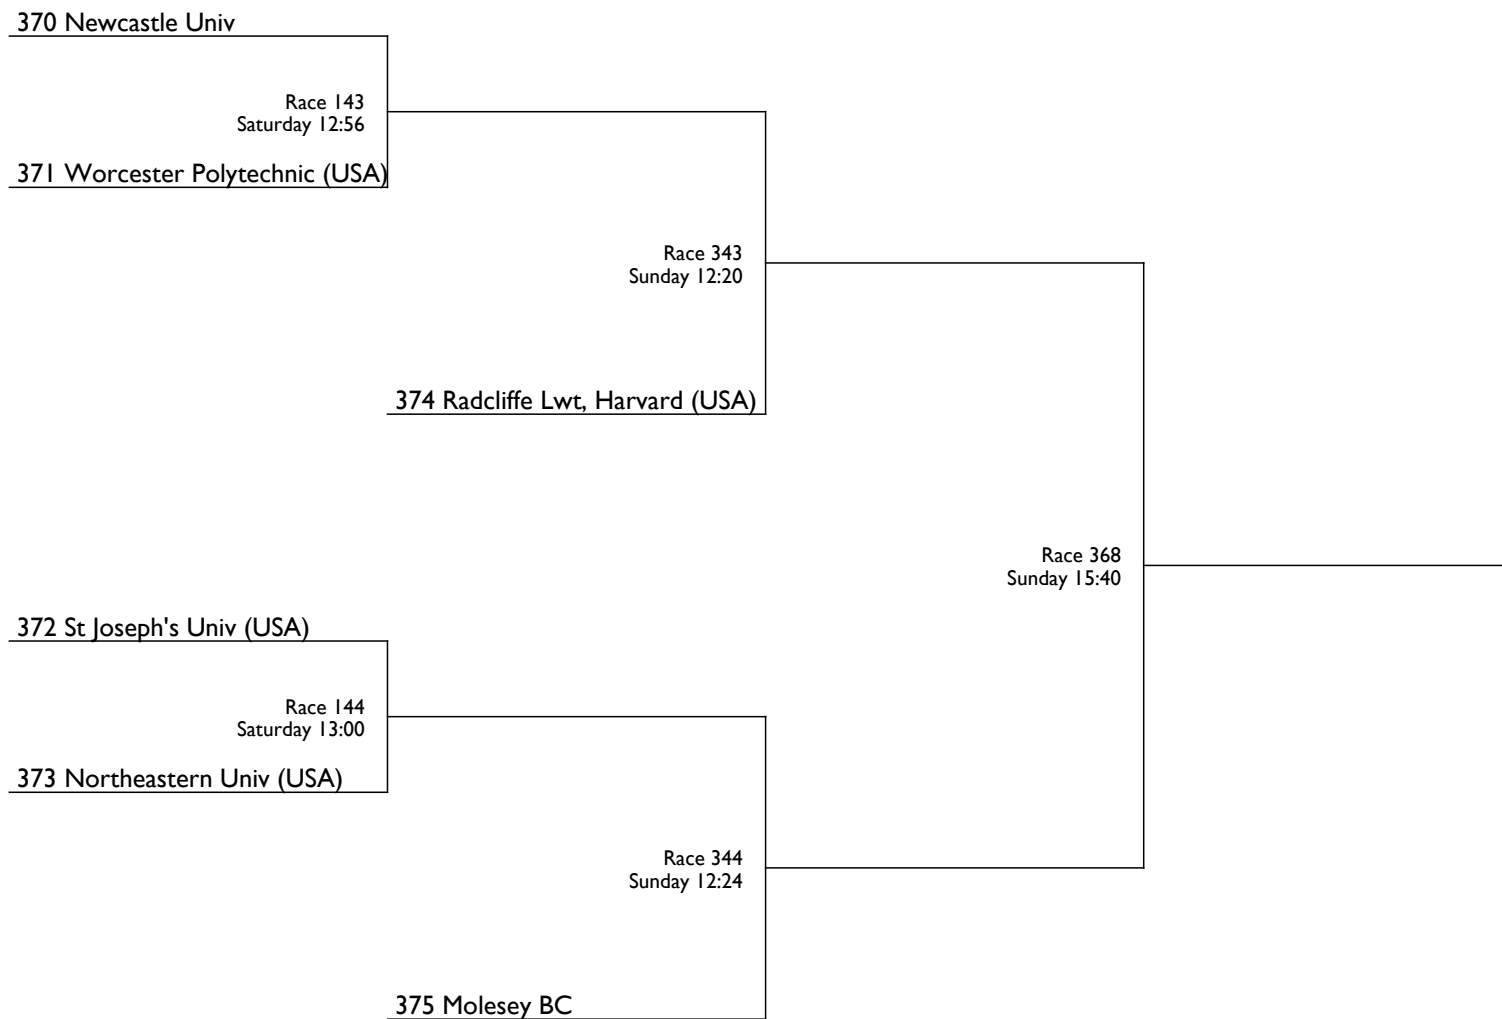 370 Newcastle Univ
Race 143
Saturday 12:56
371 Worcester Polytechnic (USA)
Race 343
Sunday 12:20
374 Radcliffe Lwt, Harvard (USA)
Race 368
Sunday 15:40
372 St Joseph's Univ (USA)
Race 144
Saturday 13:00
373 Northeastern Univ (USA)
Race 344
Sunday 12:24
375 Molesey BC